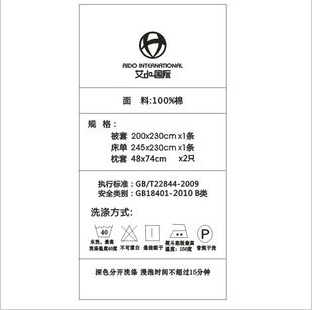 AIDO INTERNATIONAL
艾dp国际
面 料:100%棉
规 格:
被套 200x230cm x1条
床单 245x230cm x1条
枕套 48x74cm x2只
执行标准: GB/T22844-2009
安全类别: GB18401-2010 B类
洗涤方式:
40
P
水洗, 最高洗涤温度40度
不可漂白
悬挂晾干
熨斗底板最高温度: 150度
常规干洗
深色分开洗涤 浸泡时间不超过15分钟